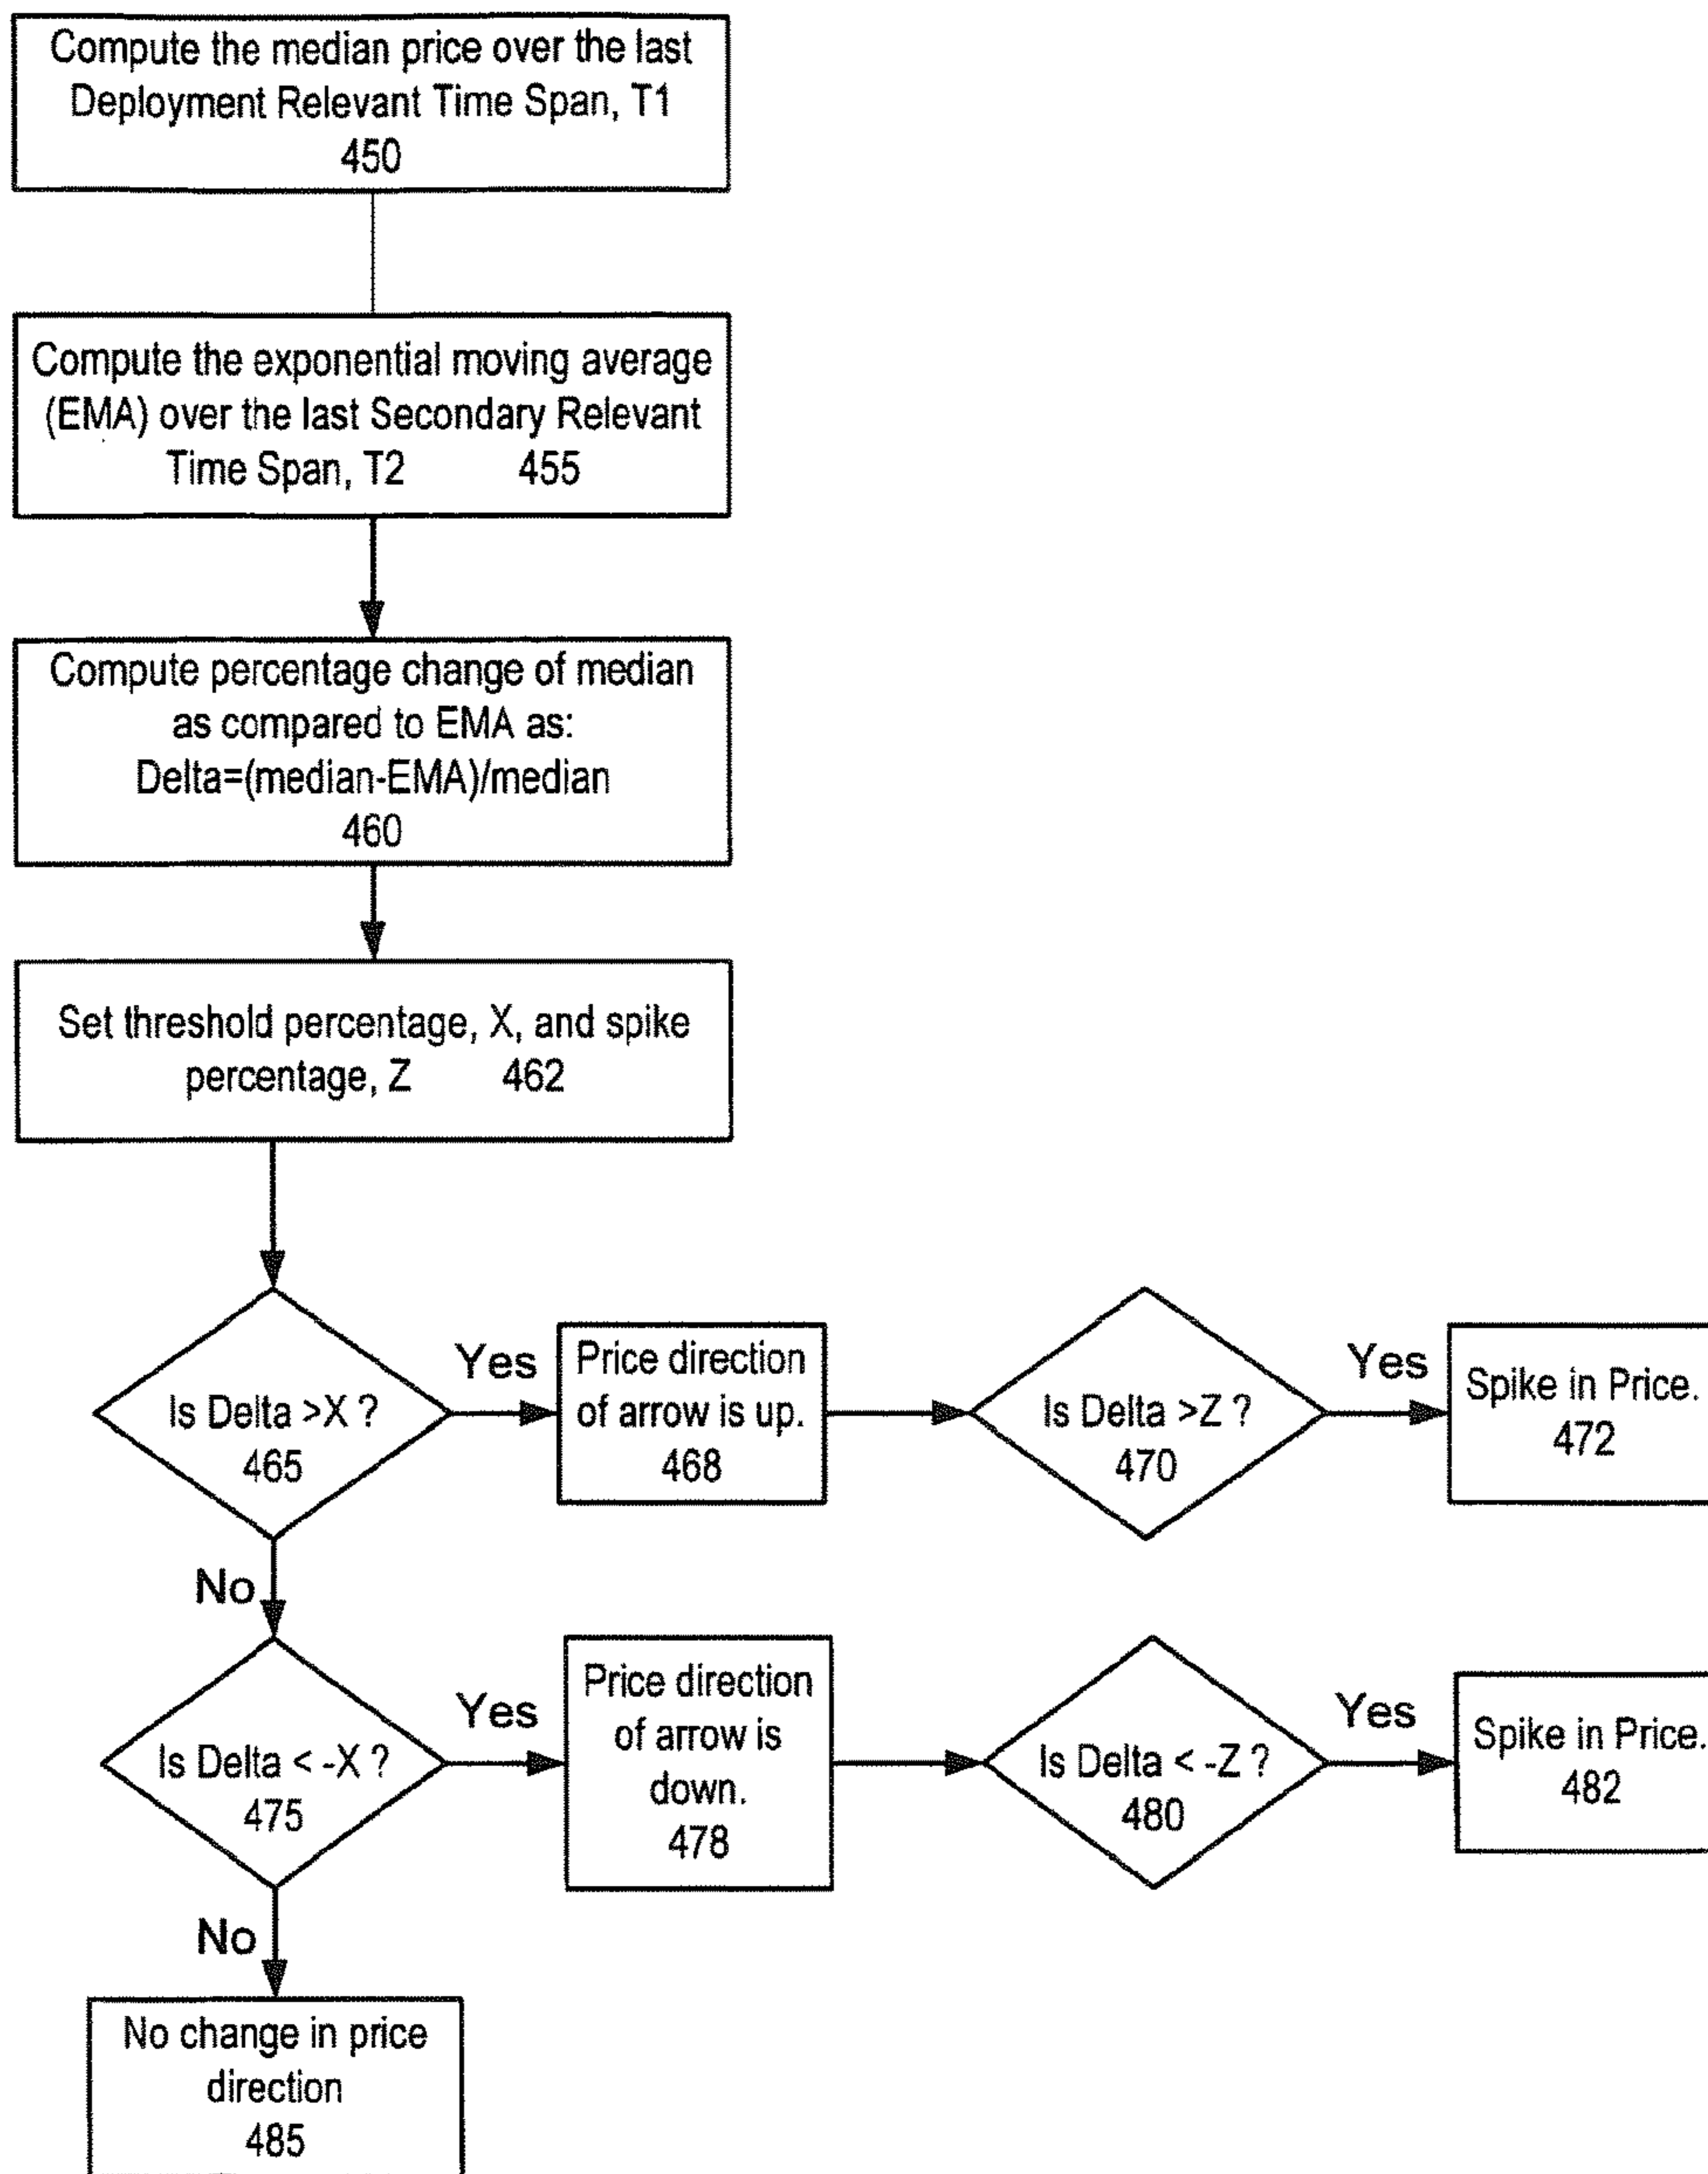 Compute the median price over the last
Deployment Relevant Time Span, T1
450
Compute the exponential moving average
(EMA) over the last Secondary Relevant
Time Span, T2 455
Compute percentage change of median
as compared to EMA as:
Delta=(median-EMA)/median
460
Set threshold percentage, X, and spike
percentage, Z 462
Is Delta >X ?
465
Yes
Price direction
of arrow is up.
468
Is Delta >Z ?
470
Yes
Spike in Price.
472
No
Is Delta < -X ?
475
Yes
Price direction
of arrow is
down.
478
Is Delta < -Z ?
480
Yes
Spike in Price.
482
No
No change in price
direction
485